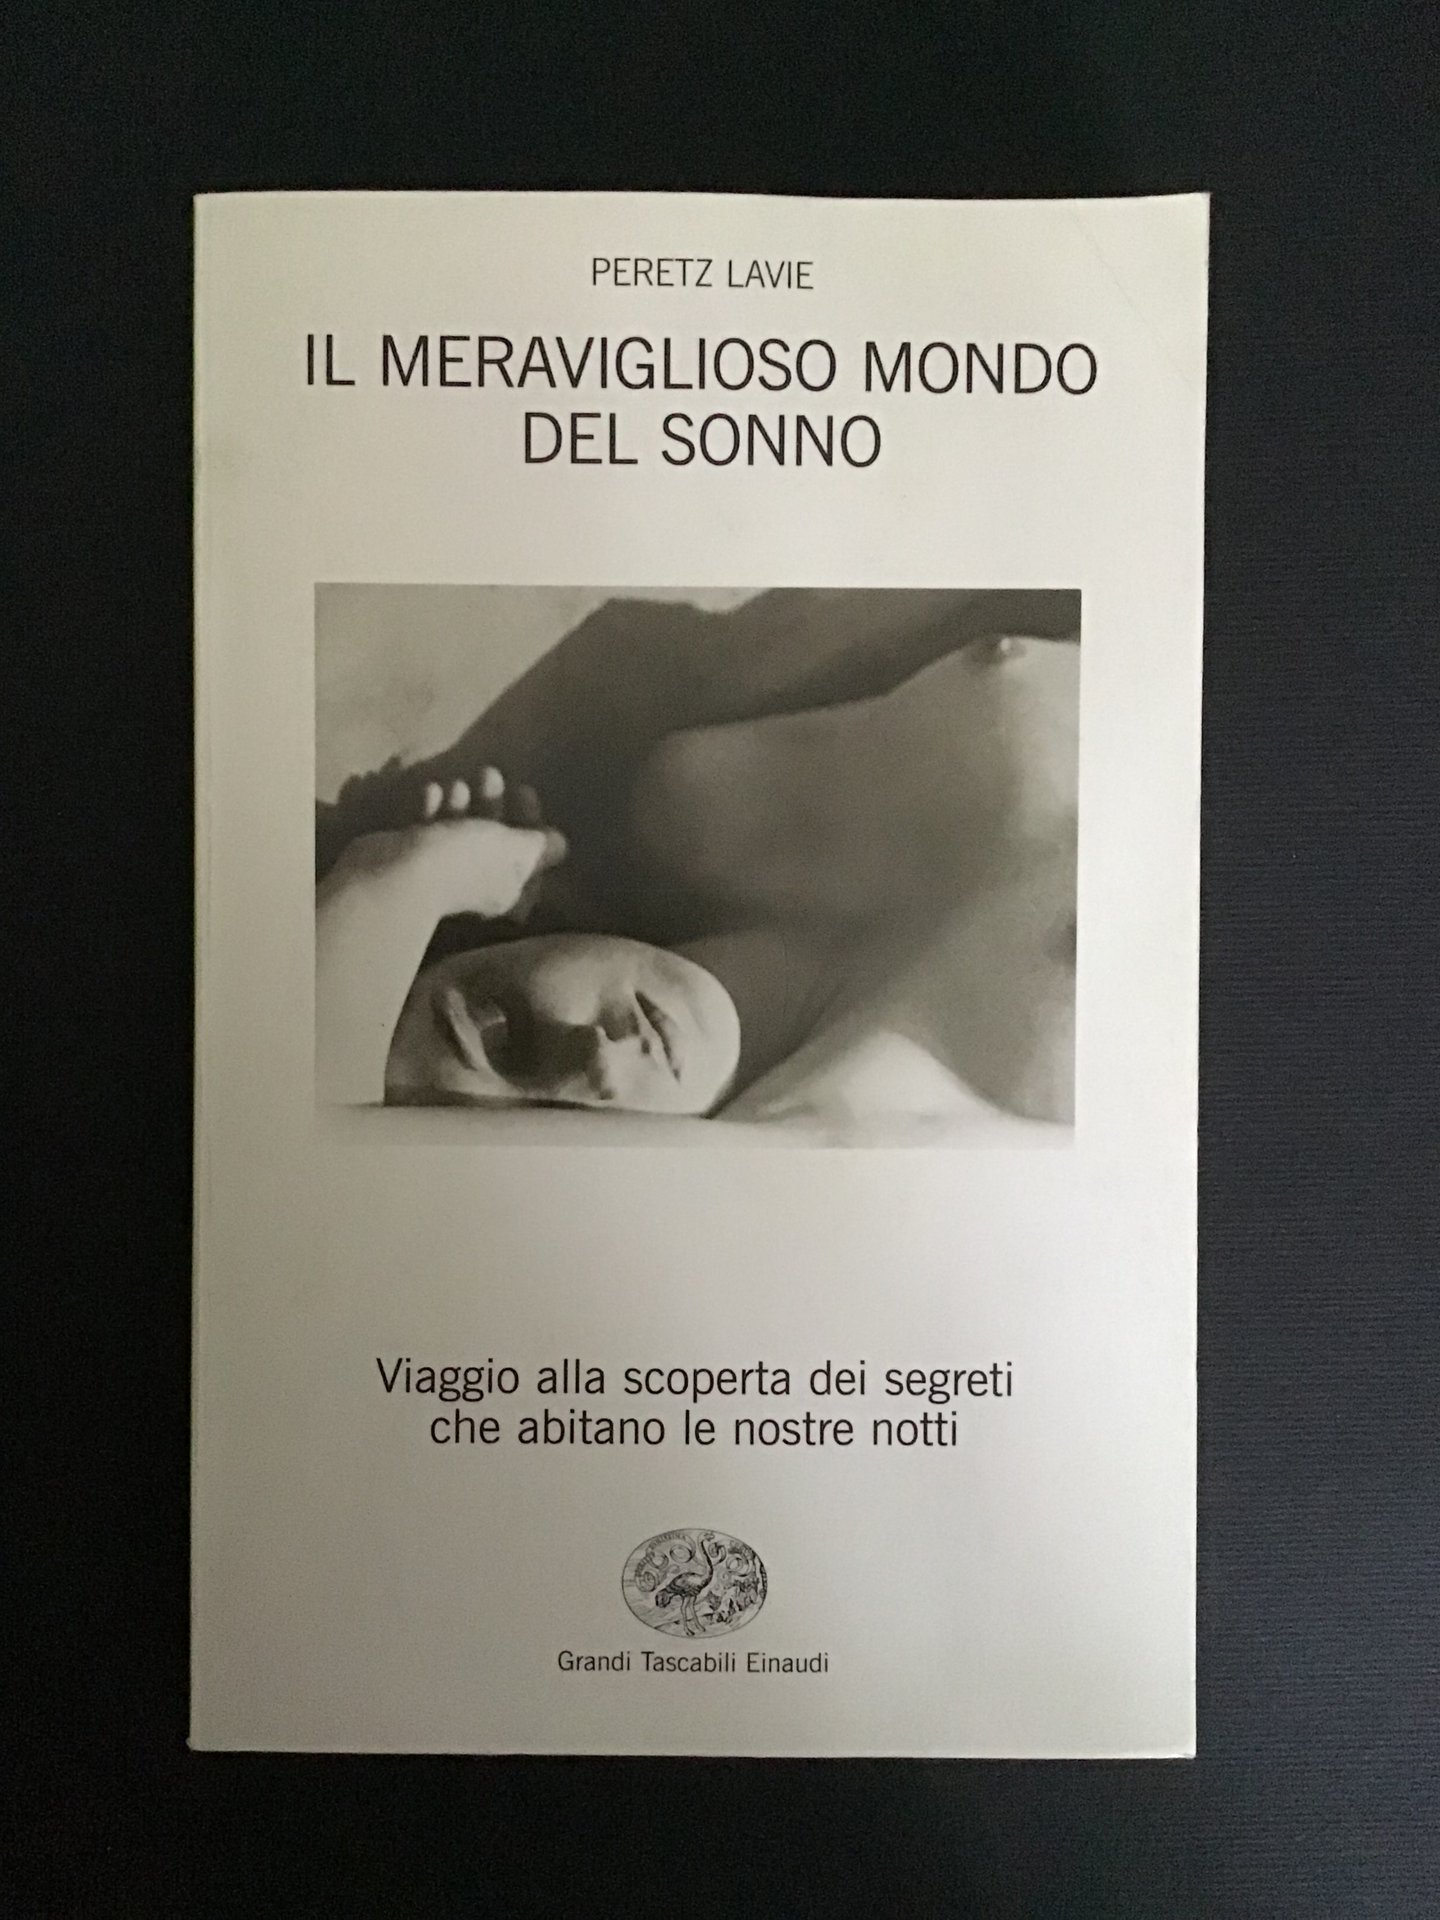 PERETZ LAVIE
IL MERAVIGLIOSO MONDO
DEL SONNO
Viaggio alla scoperta dei segreti
che abitano le nostre notti
Grandi Tascabili Einaudi